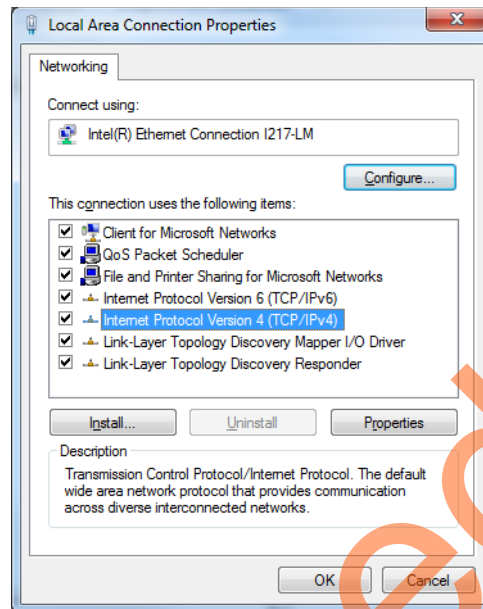 Local Area Connection Properties
Networking
Connect using:
Intel(R) Ethernet Connection I217-LM
Configure...
This connection uses the following items:
Client for Microsoft Networks
QoS Packet Scheduler
File and Printer Sharing for Microsoft Networks
Internet Protocol Version 6 (TCP/IPv6)
Internet Protocol Version 4 (TCP/IPv4)
Link-Layer Topology Discovery Mapper I/O Driver
Link-Layer Topology Discovery Responder
Install...
Uninstall
Properties
Description
Transmission Control Protocol/Internet Protocol. The default
wide area network protocol that provides communication
across diverse interconnected networks.
OK
Cancel